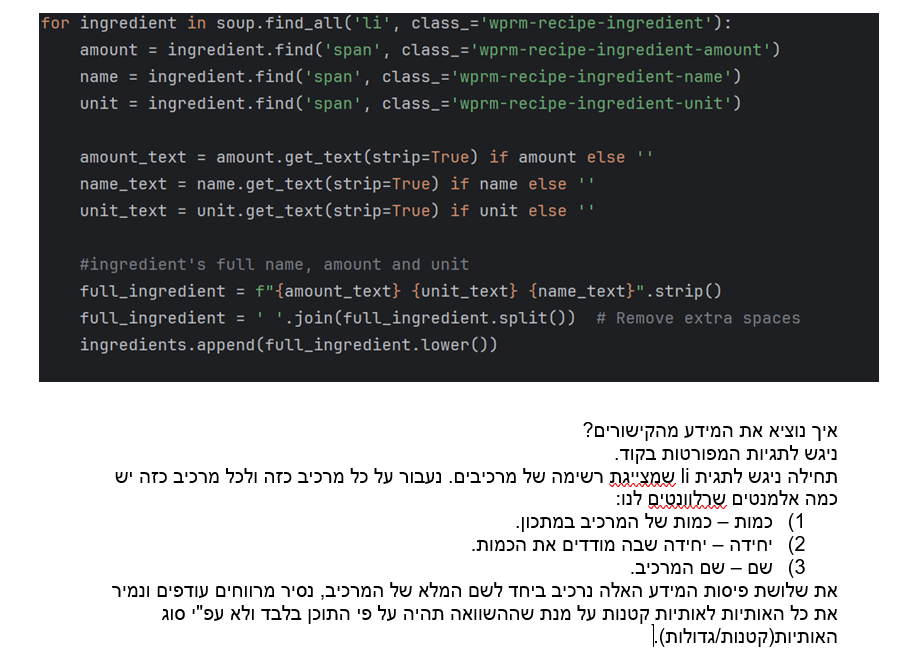 for ingredient in soup.find_all('li', class_='wprm-recipe-ingredient'):
amount = ingredient.find('span', class_='wprm-recipe-ingredient-amount')
name = ingredient.find('span', class_='wprm-recipe-ingredient-name')
unit = ingredient.find('span', class_='wprm-recipe-ingredient-unit')
amount_text = amount.get_text(strip=True) if amount else ''
name_text = name.get_text(strip=True) if name else ''
unit_text = unit.get_text(strip=True) if unit else ''
#ingredient's full name, amount and unit
full_ingredient = f"{amount_text} {unit_text} {name_text}".strip()
full_ingredient = ' '.join(full_ingredient.split())  # Remove extra spaces
ingredients.append(full_ingredient.lower())
איך נוציא את המידע מהקישורים?
ניגש לתגיות המפורטות בקוד.
תחילה ניגש לתגית li שמציינת רשימה של מרכיבים. נעבור על כל מרכיב כזה ולכל מרכיב כזה יש
כמה אלמנטים שרלוונטים לנו:
1) כמות – כמות של המרכיב במתכון.
2) יחידה – יחידה שבה מודדים את הכמות.
3) שם – שם המרכיב.
את שלושת פיסות המידע האלה נרכיב ביחד לשם המלא של המרכיב, נסיר מרווחים עודפים ונמיר
את כל האותיות לאותיות קטנות על מנת שההשוואה תהיה על פי התוכן בלבד ולא עפ"י סוג
האותיות(קטנות/גדולות).